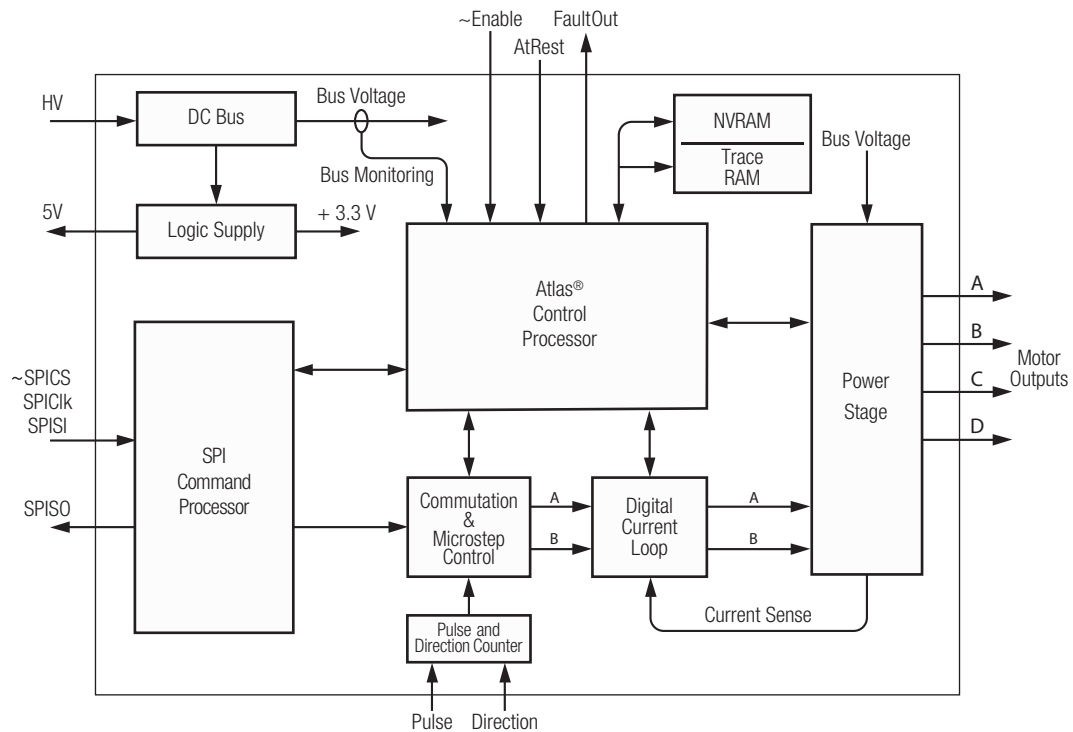 ~Enable
FaultOut
AtRest
HV
DC Bus
Bus Voltage
Bus Monitoring
NVRAM
Trace
RAM
Bus Voltage
5V
Logic Supply
+ 3.3 V
Atlas®
Control
Processor
A
B
C
D
Motor
Outputs
Power
Stage
~SPICS
SPIClk
SPISI
SPISO
SPI
Command
Processor
Commutation
&
Microstep
Control
A
B
Digital
Current
Loop
A
B
Current Sense
Pulse and
Direction Counter
Pulse
Direction